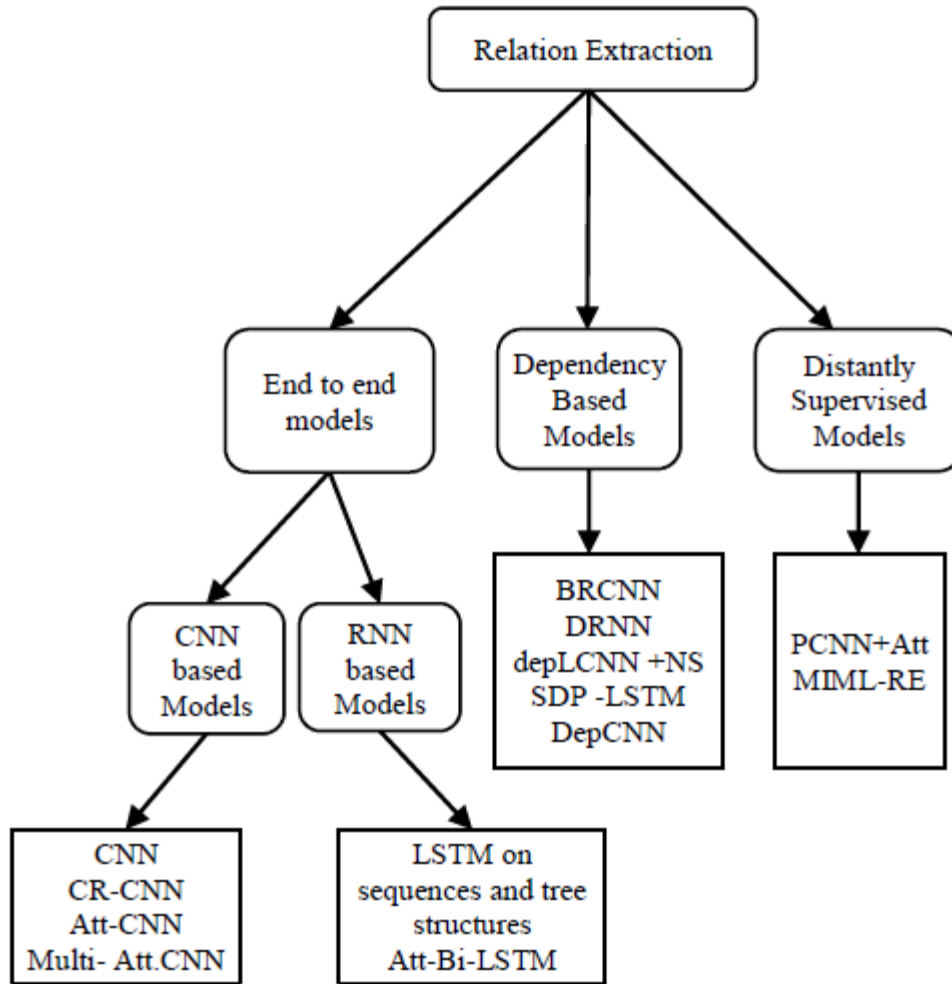 Relation Extraction
End to end
models
Dependency
Based
Models
Distantly
Supervised
Models
CNN
based
Models
RNN
based
Models
BRCNN
DRNN
depLCNN +NS
SDP -LSTM
DepCNN
PCNN+Att
MIML-RE
CNN
CR-CNN
Att-CNN
Multi- Att.CNN
LSTM on
sequences and tree
structures
Att-Bi-LSTM